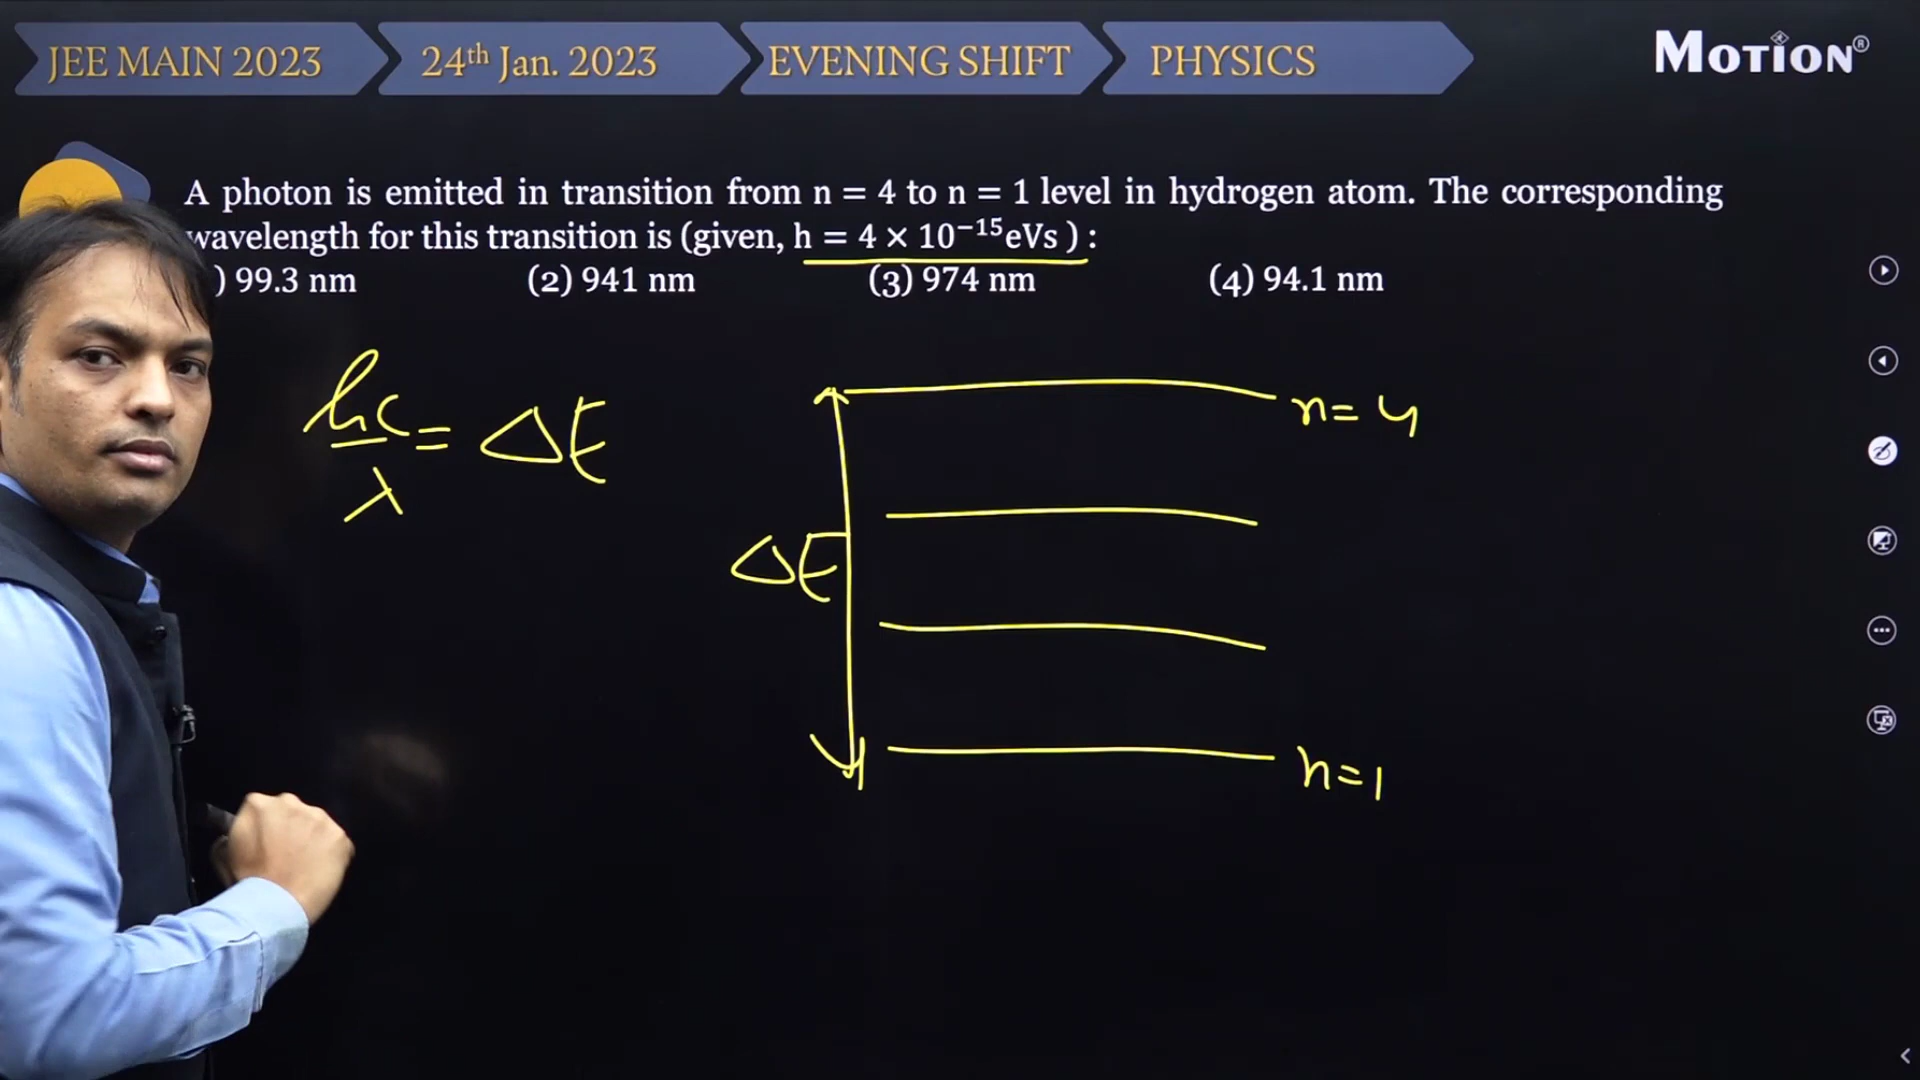 JEE MAIN 2023 24th Jan. 2023 EVENING SHIFT PHYSICS MOTION®
A photon is emitted in transition from n = 4 to n = 1 level in hydrogen atom. The corresponding
wavelength for this transition is (given, h = 4 × 10⁻¹⁵eVs ) :
) 99.3 nm (2) 941 nm (3) 974 nm (4) 94.1 nm
hc/λ = ΔE
n = 4
ΔE
n = 1